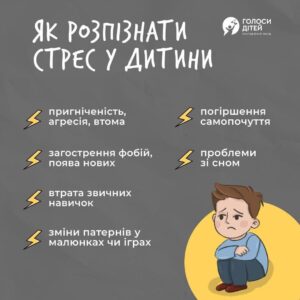 ЯК РОЗПІЗНАТИ
СТРЕС У ДИТИНИ
ГОЛОСИ
ДІТЕЙ
пригніченість,
агресія, втома
загострення фобій,
поява нових
втрата звичних
навичок
зміни патернів у
малюнках чи іграх
погіршення
самопочуття
проблеми
зі сном